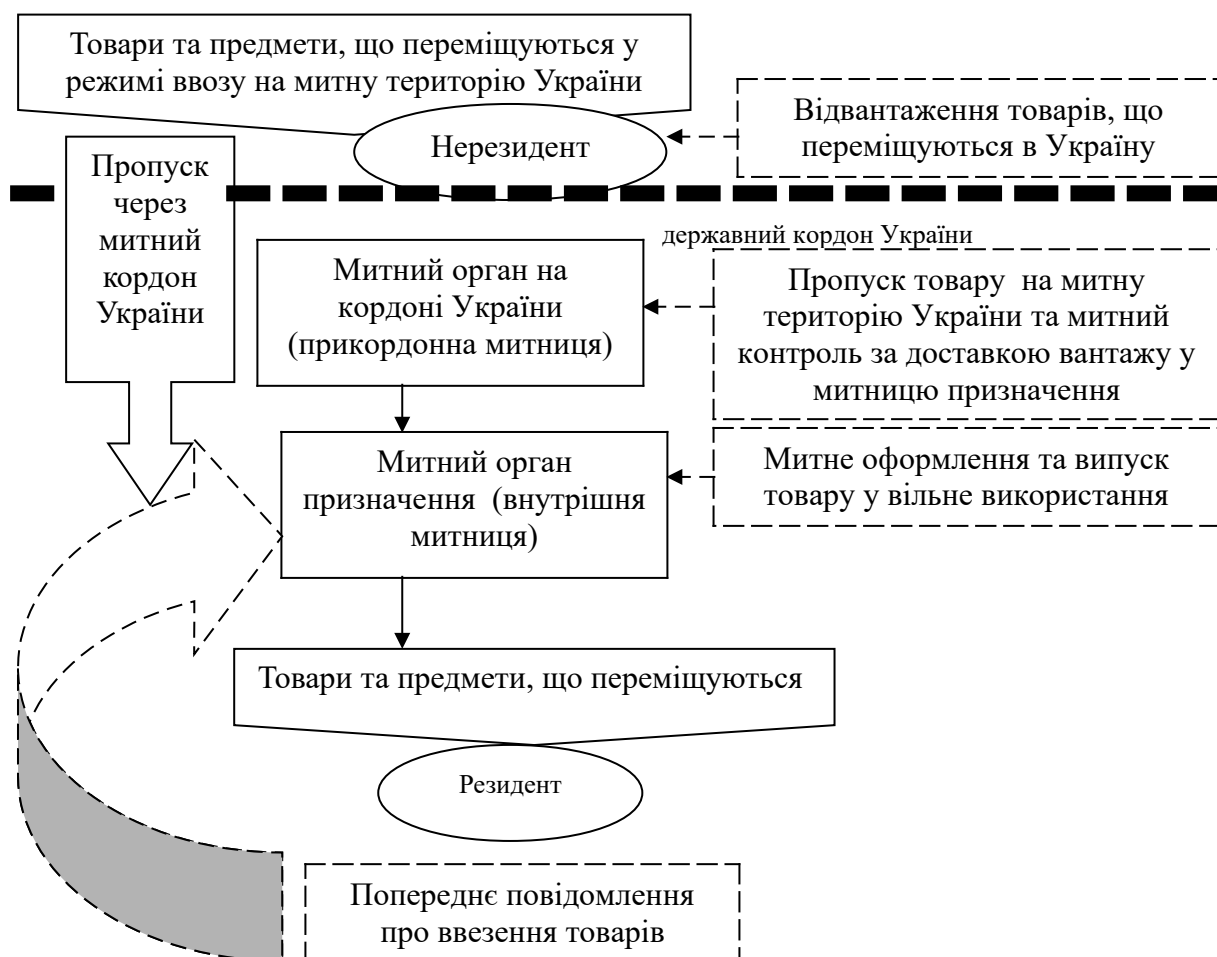 Товари та предмети, що переміщуються у
режимі ввозу на митну територію України
Відвантаження товарів, що
переміщуються в Україну
Нерезидент
Пропуск
через
митний
кордон
України
державний кордон України
Митний орган на
кордоні України
(прикордонна митниця)
Пропуск товару на митну
територію України та митний
контроль за доставкою вантажу у
митницю призначення
Митний орган
призначення (внутрішня
митниця)
Митне оформлення та випуск
товару у вільне використання
Товари та предмети, що переміщуються
Резидент
Попереднє повідомлення
про ввезення товарів